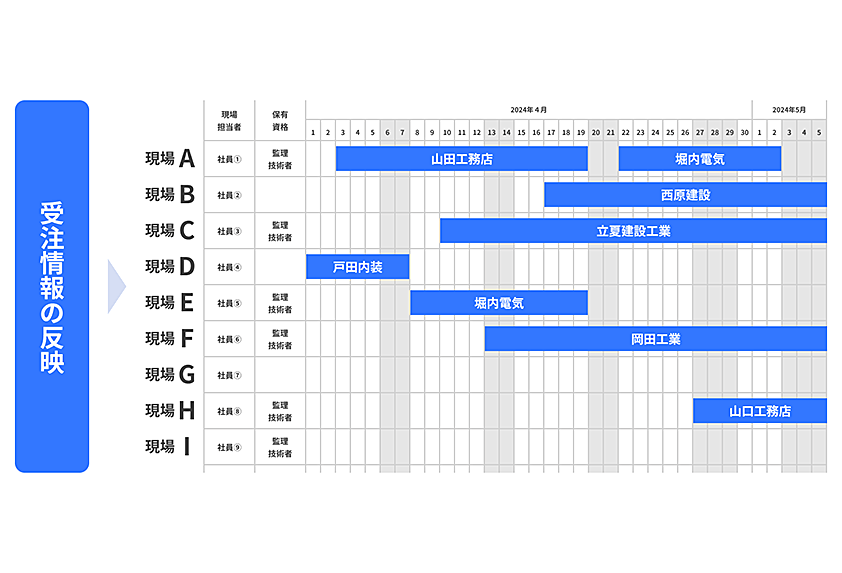 受注情報の反映
現場
担当者
保有
資格
2024年4月
2024年5月
1 2 3 4 5 6 7 8 9 10 11 12 13 14 15 16 17 18 19 20 21 22 23 24 25 26 27 28 29 30 1 2 3 4 5
現場 A 社員① 監理
技術者
山田工務店 堀内電気
現場 B 社員② 西原建設
現場 C 社員③ 監理
技術者
立夏建設工業
現場 D 社員④ 戸田内装
現場 E 社員⑤ 監理
技術者
堀内電気
現場 F 社員⑥ 監理
技術者
岡田工業
現場 G 社員⑦
現場 H 社員⑧ 監理
技術者
山口工務店
現場 I 社員⑨ 監理
技術者